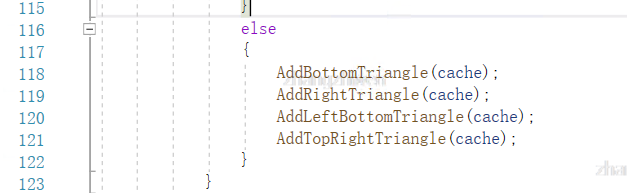 115 }
116 else
117 {
118 AddBottomTriangle(cache);
119 AddRightTriangle(cache);
120 AddLeftBottomTriangle(cache);
121 AddTopRightTriangle(cache);
122 }
123 }